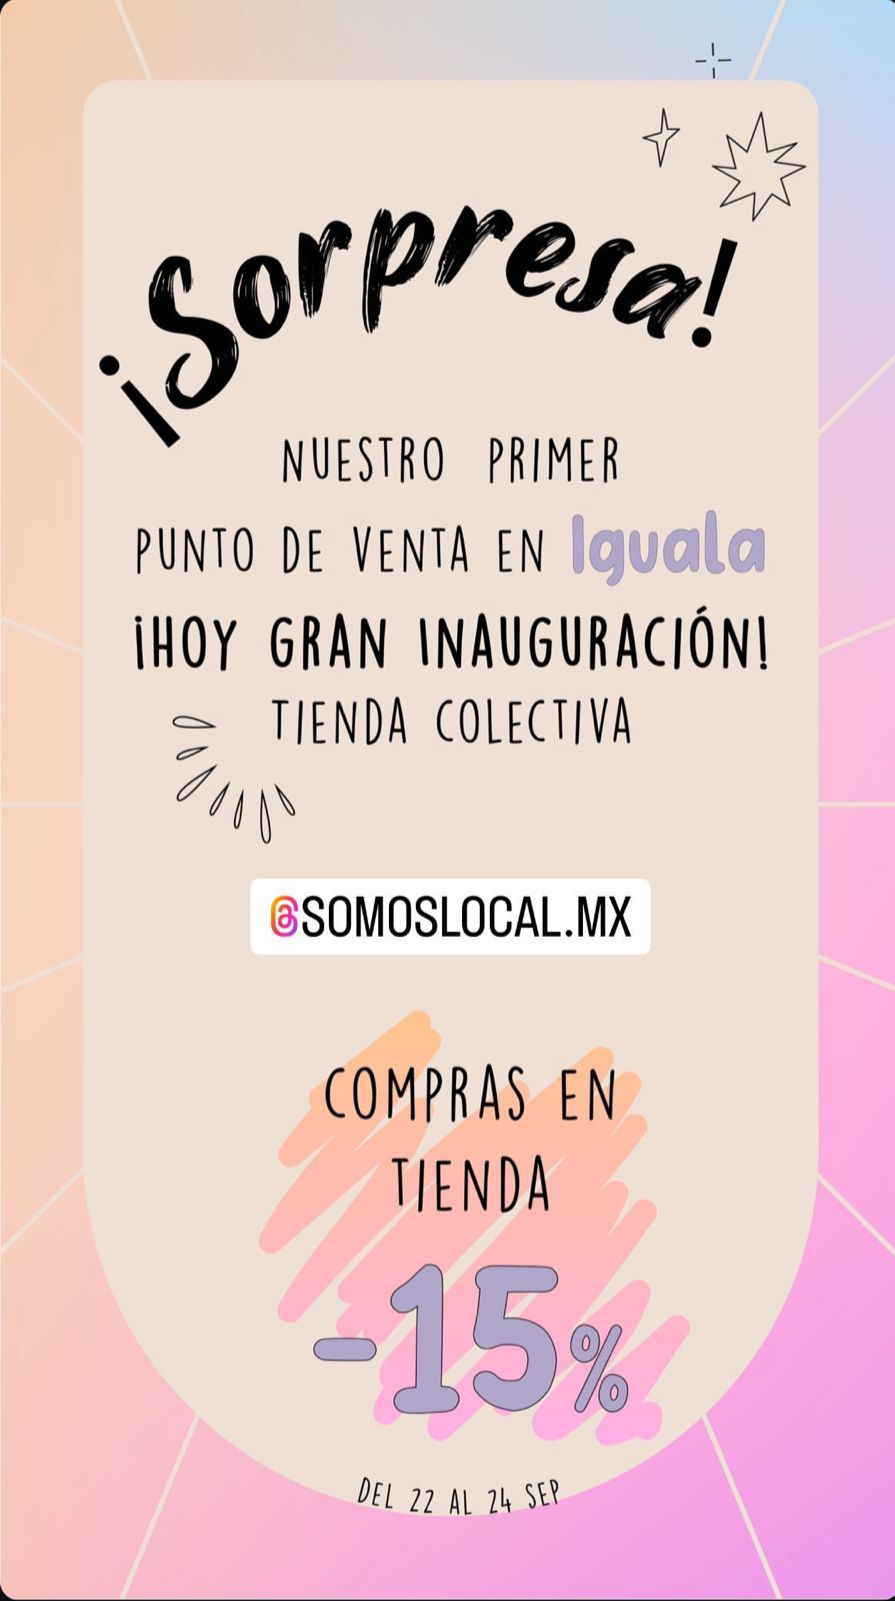 ¡Sorpresa!
NUESTRO PRIMER
PUNTO DE VENTA EN Iguala
¡HOY GRAN INAUGURACIÓN!
TIENDA COLECTIVA
@SOMOSLOCAL.MX
COMPRAS EN
TIENDA
-15%
DEL 22 AL 24 SEP